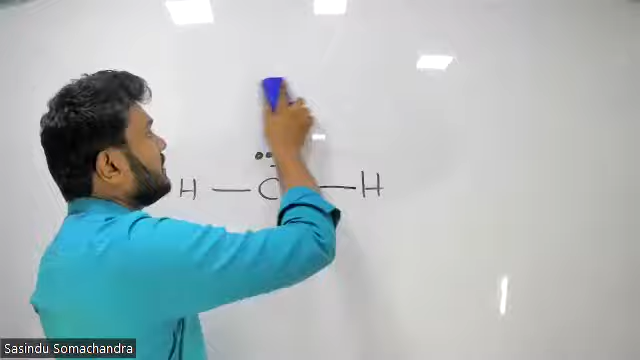 H — C — H
Sasindu Somachandra